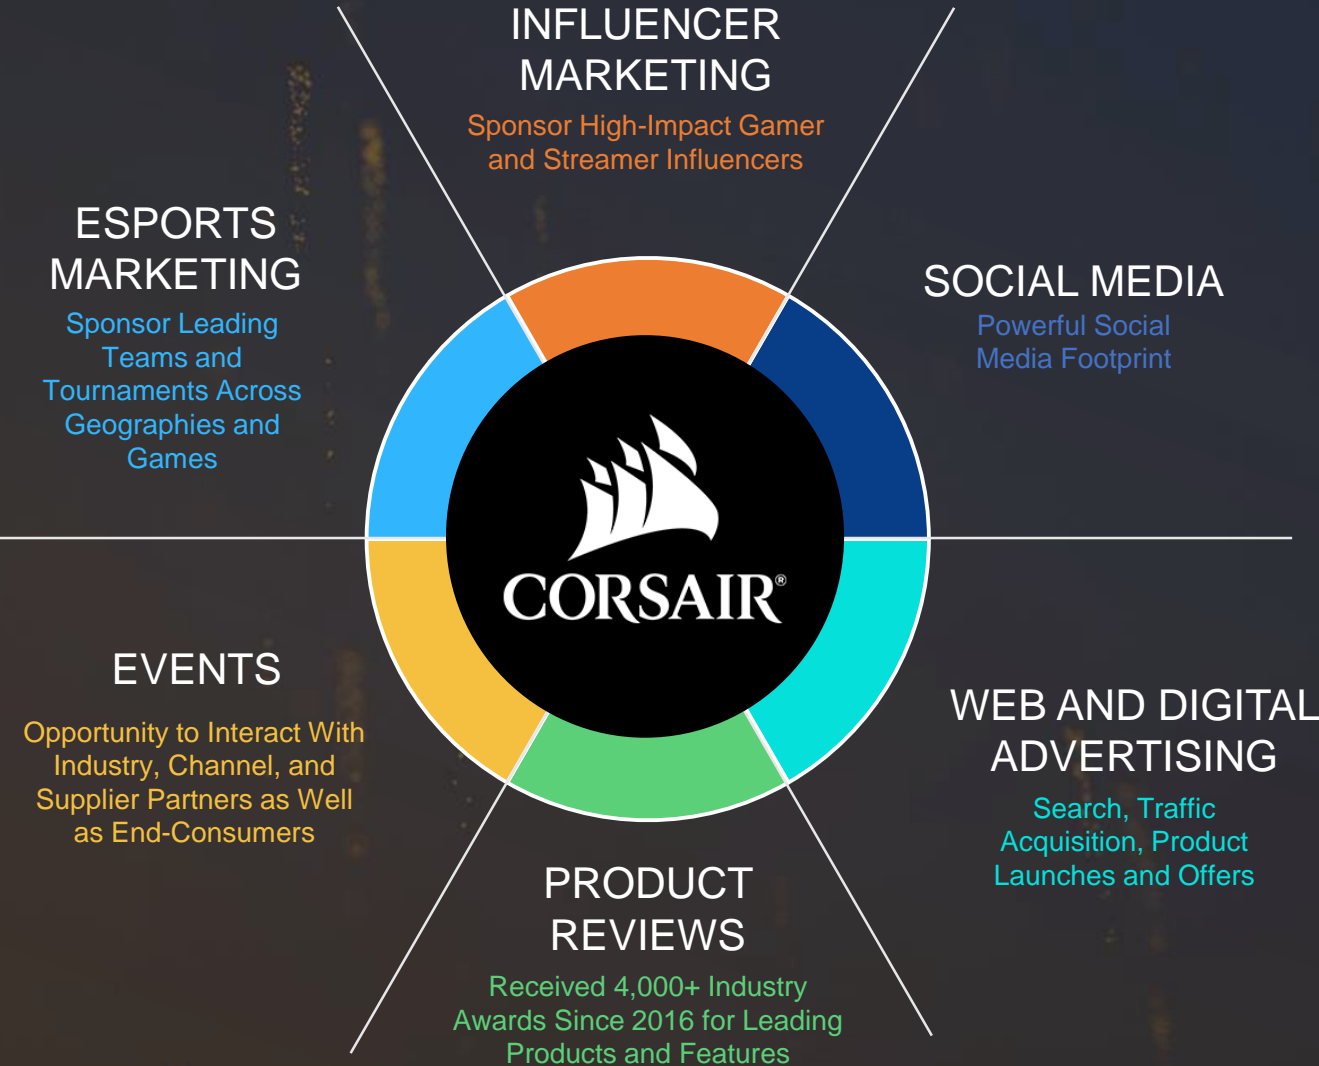 INFLUENCER
MARKETING
Sponsor High-Impact Gamer
and Streamer Influencers
ESPORTS
MARKETING
Sponsor Leading
Teams and
Tournaments Across
Geographies and
Games
SOCIAL MEDIA
Powerful Social
Media Footprint
CORSAIR®
EVENTS
Opportunity to Interact With
Industry, Channel, and
Supplier Partners as Well
as End-Consumers
WEB AND DIGITAL
ADVERTISING
Search, Traffic
Acquisition, Product
Launches and Offers
PRODUCT
REVIEWS
Received 4,000+ Industry
Awards Since 2016 for Leading
Products and Features